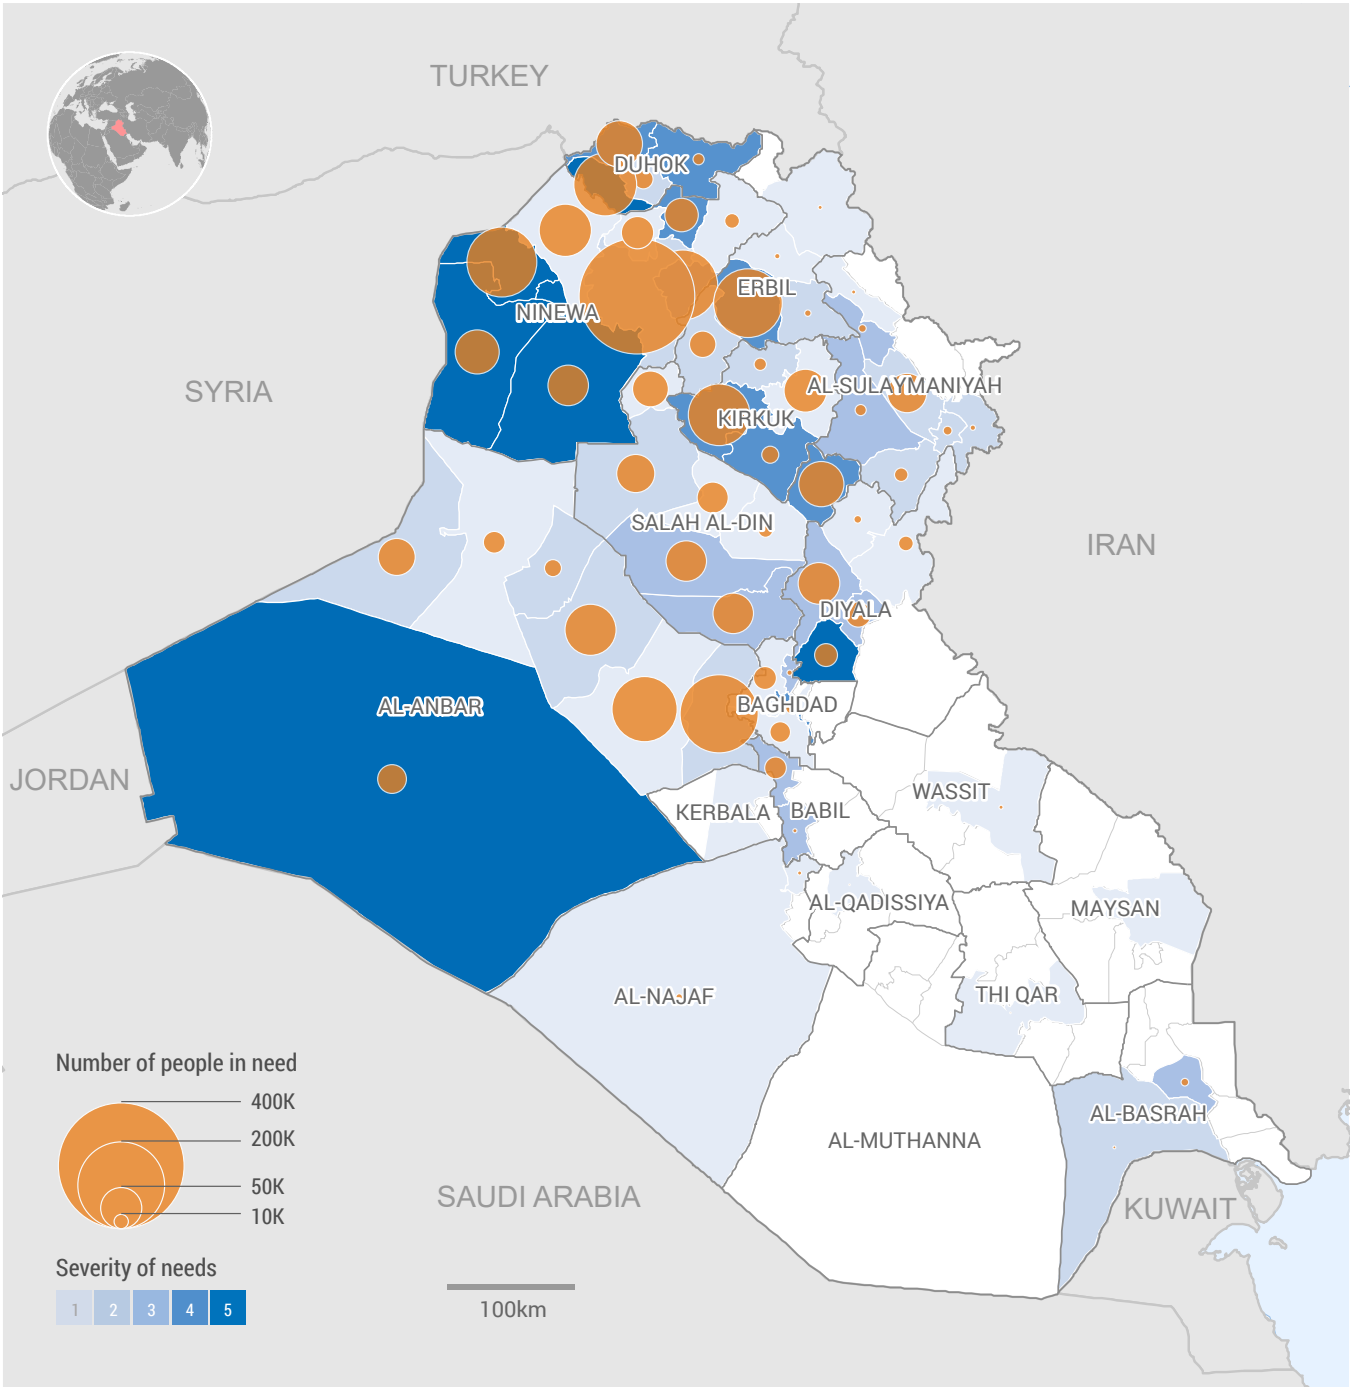 TURKEY
DUHOK
ERBIL
NINEWA
SYRIA
AL-SULAYMANIYAH
KIRKUK
SALAH AL-DIN
IRAN
DIYALA
AL-ANBAR
BAGHDAD
JORDAN
WASSIT
KERBALA
BABIL
AL-QADISSIYA
MAYSAN
AL-NAJAF
THI QAR
AL-BASRAH
AL-MUTHANNA
SAUDI ARABIA
KUWAIT
Number of people in need
400K
200K
50K
10K
Severity of needs
1 2 3 4 5
100km